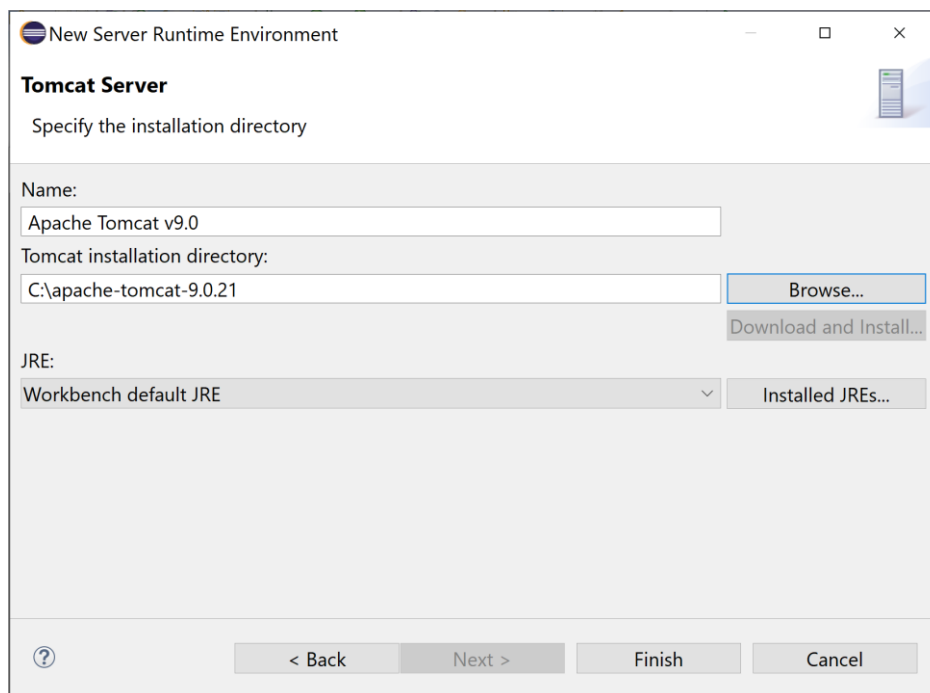 New Server Runtime Environment
Tomcat Server
Specify the installation directory
Name:
Apache Tomcat v9.0
Tomcat installation directory:
C:\apache-tomcat-9.0.21
Browse...
Download and Install...
JRE:
Workbench default JRE
Installed JREs...
?
< Back
Next >
Finish
Cancel